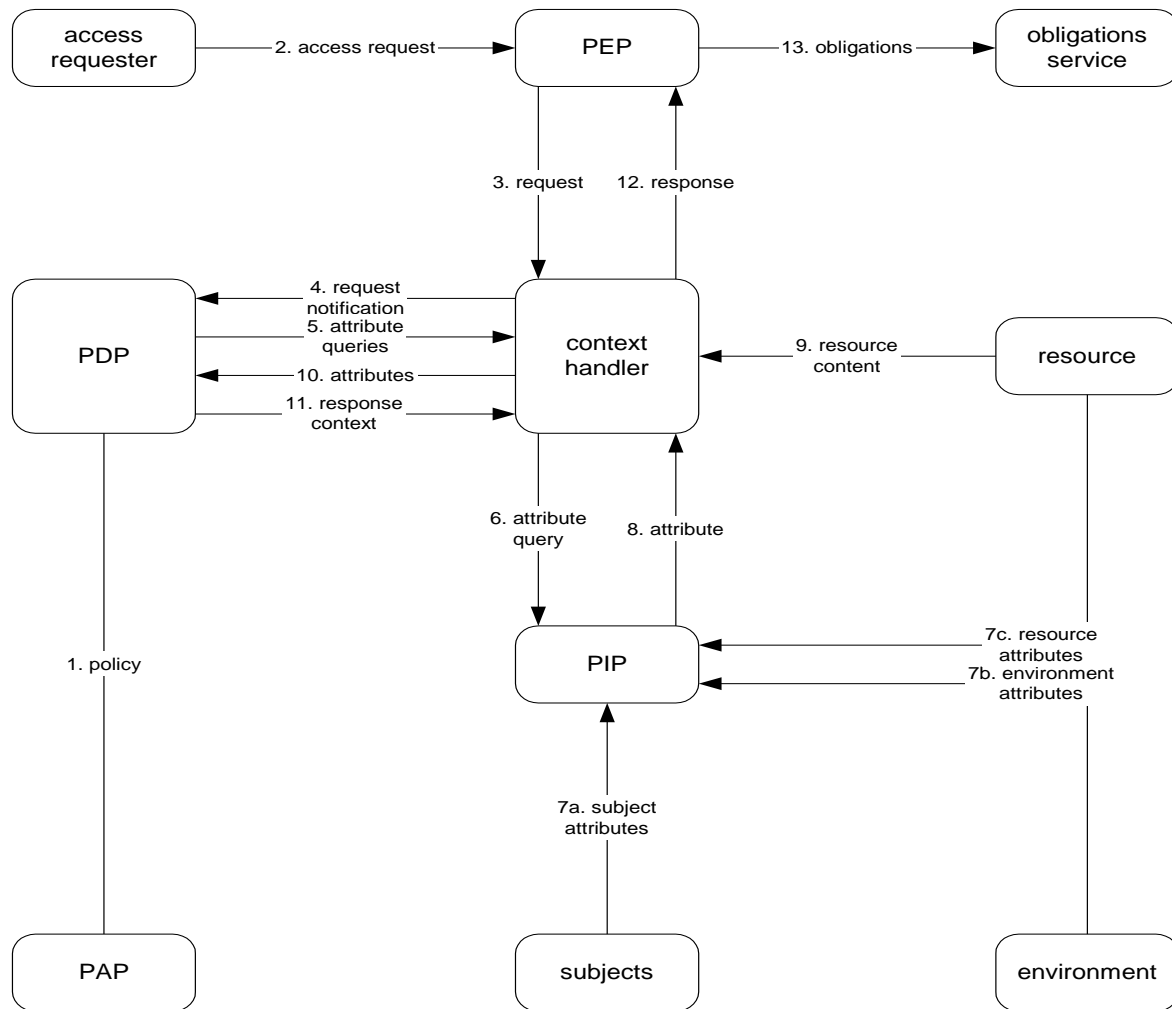 access
requester
2. access request
PEP
13. obligations
obligations
service
3. request
12. response
4. request
notification
5. attribute
queries
PDP
10. attributes
11. response
context
context
handler
9. resource
content
resource
6. attribute
query
8. attribute
1. policy
PIP
7c. resource
attributes
7b. environment
attributes
7a. subject
attributes
PAP
subjects
environment